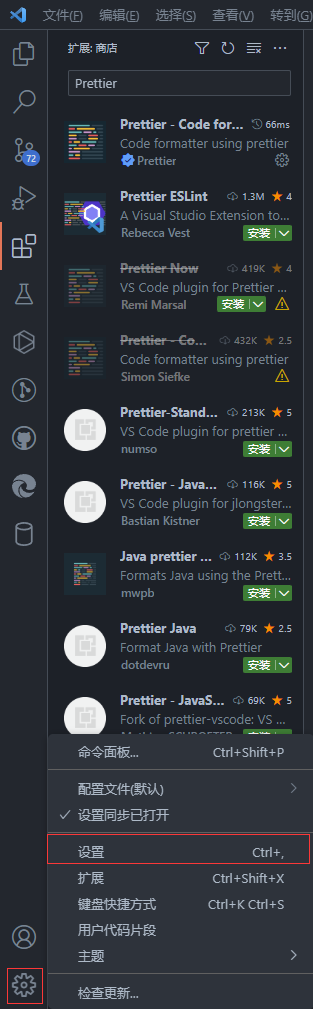 文件(F) 编辑(E) 选择(S) 查看(V) 转到(G)
扩展: 商店
Prettier
Prettier - Code for... 66ms
Code formatter using prettier
Prettier
72
Prettier ESLint 1.3M 4
A Visual Studio Extension to...
Rebecca Vest 安装
Prettier Now 419K 4
VS Code plugin for Prettier ...
Remi Marsal 安装
Prettier - Co... 432K 2.5
Code formatter using prettier
Simon Siefke
Prettier-Stand... 213K 5
VS Code plugin for prettier ...
numso 安装
Prettier - Java... 116K 5
VS Code plugin for jlongster...
Bastian Kistner 安装
Java prettier ... 112K 3.5
Formats Java using the Prett...
mwpb 安装
Prettier Java 79K 2.5
Format Java with Prettier
dotdevru 安装
Prettier - JavaS... 69K 5
Fork of prettier-vscode: VS ...
命令面板... Ctrl+Shift+P
配置文件(默认)
设置同步已打开
设置 Ctrl+,
扩展 Ctrl+Shift+X
键盘快捷方式 Ctrl+K Ctrl+S
用户代码片段
主题
检查更新...